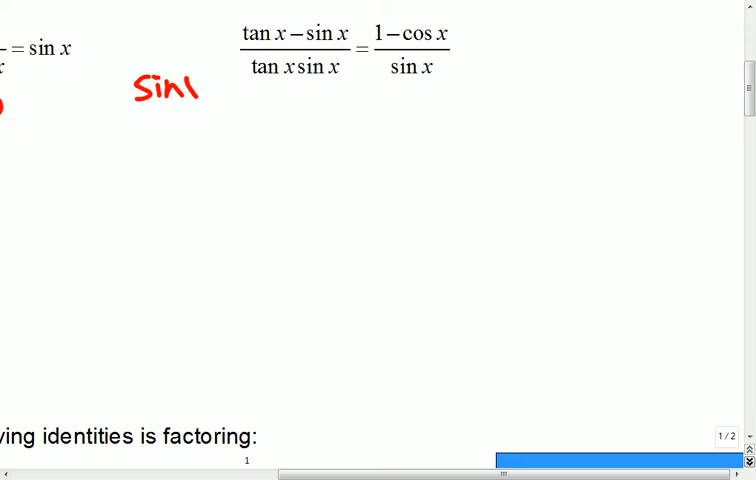 = sin x
tan x − sin x / tan x sin x = 1 − cos x / sin x
sin
ving identities is factoring:
1 / 2
1